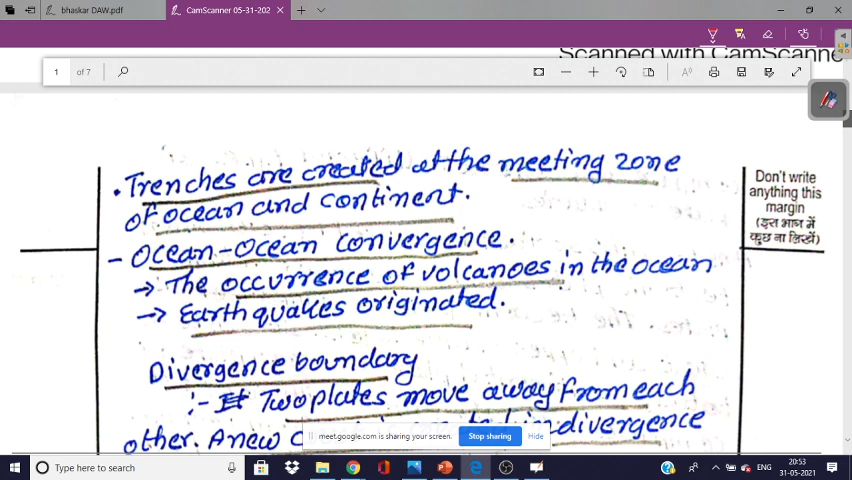 bhaskar DAW.pdf
CamScanner 05-31-202
Scanned with CamScanne
1 of 7
Don't write
anything this
margin
(इस भाग में
कुछ ना लिखें)
. Trenches are created at the meeting zone
of ocean and continent.
- Ocean-Ocean convergence.
→ The occurrence of volcanoes in the ocean
→ Earthquakes originated.
Divergence boundary
:- Two plates move away from each
other. A new
divergence
meet.google.com is sharing your screen. Stop sharing Hide
Type here to search
ENG
20:53
31-05-2021